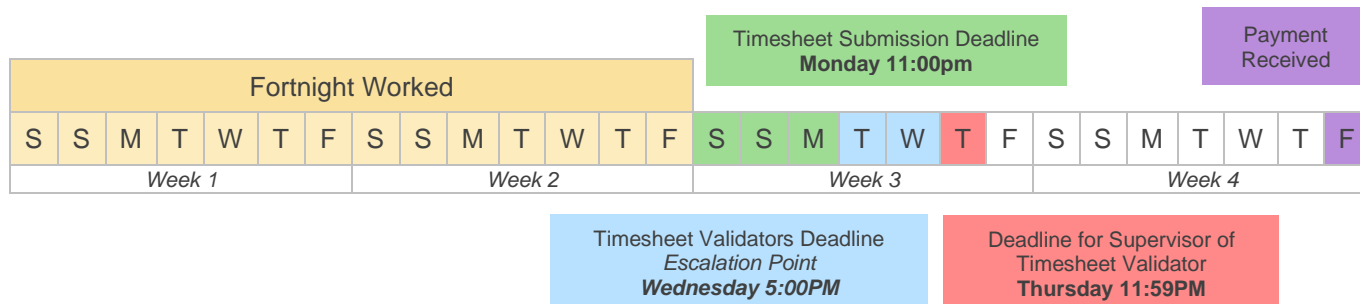 Timesheet Submission Deadline
Monday 11:00pm
Payment
Received
Fortnight Worked
S S M T W T F S S M T W T F S S M T W T F S S M T W T F
Week 1 Week 2 Week 3 Week 4
Timesheet Validators Deadline
Escalation Point
Wednesday 5:00PM
Deadline for Supervisor of
Timesheet Validator
Thursday 11:59PM